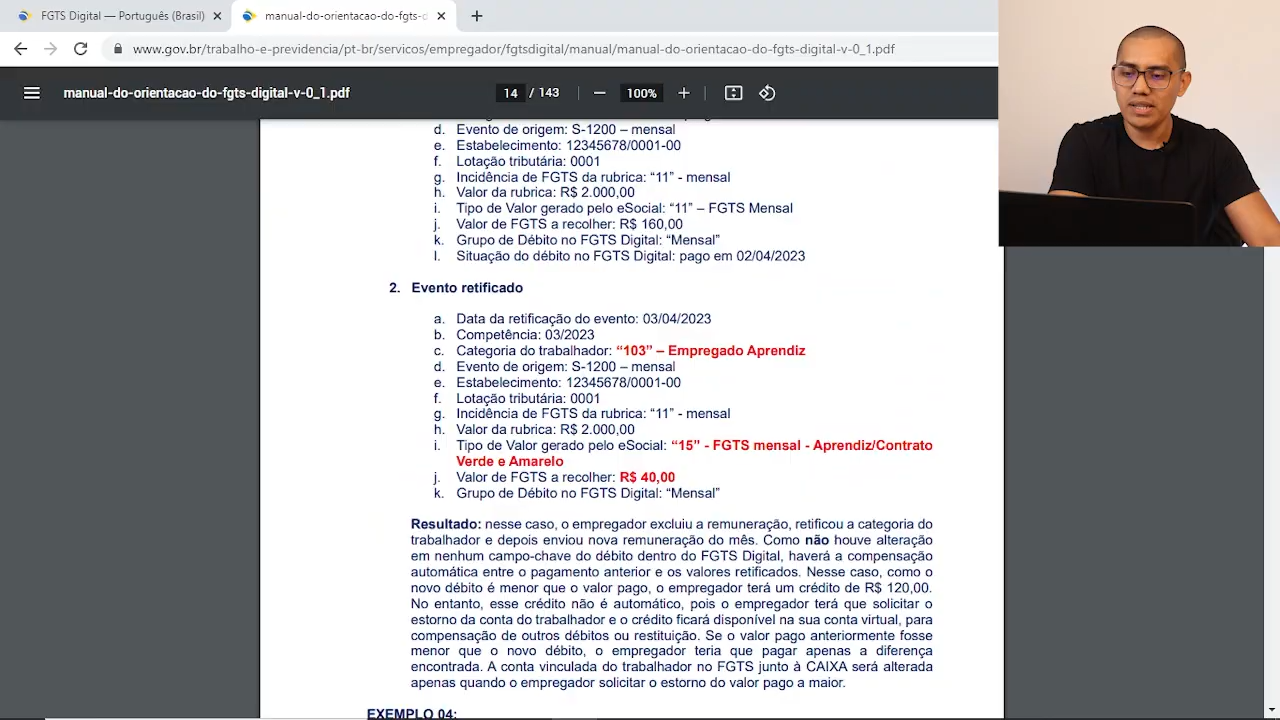 FGTS Digital — Português (Brasil)
manual-do-orientacao-do-fgts-d
www.gov.br/trabalho-e-previdencia/pt-br/servicos/empregador/fgtsdigital/manual/manual-do-orientacao-do-fgts-digital-v-0_1.pdf
manual-do-orientacao-do-fgts-digital-v-0_1.pdf
14 / 143
100%
d. Evento de origem: S-1200 – mensal
e. Estabelecimento: 12345678/0001-00
f. Lotação tributária: 0001
g. Incidência de FGTS da rubrica: “11” - mensal
h. Valor da rubrica: R$ 2.000,00
i. Tipo de Valor gerado pelo eSocial: “11” – FGTS Mensal
j. Valor de FGTS a recolher: R$ 160,00
k. Grupo de Débito no FGTS Digital: “Mensal”
l. Situação do débito no FGTS Digital: pago em 02/04/2023
2. Evento retificado
a. Data da retificação do evento: 03/04/2023
b. Competência: 03/2023
c. Categoria do trabalhador: “103” – Empregado Aprendiz
d. Evento de origem: S-1200 – mensal
e. Estabelecimento: 12345678/0001-00
f. Lotação tributária: 0001
g. Incidência de FGTS da rubrica: “11” - mensal
h. Valor da rubrica: R$ 2.000,00
i. Tipo de Valor gerado pelo eSocial: “15” - FGTS mensal - Aprendiz/Contrato
Verde e Amarelo
j. Valor de FGTS a recolher: R$ 40,00
k. Grupo de Débito no FGTS Digital: “Mensal”
Resultado: nesse caso, o empregador excluiu a remuneração, retificou a categoria do
trabalhador e depois enviou nova remuneração do mês. Como não houve alteração
em nenhum campo-chave do débito dentro do FGTS Digital, haverá a compensação
automática entre o pagamento anterior e os valores retificados. Nesse caso, como o
novo débito é menor que o valor pago, o empregador terá um crédito de R$ 120,00.
No entanto, esse crédito não é automático, pois o empregador terá que solicitar o
estorno da conta do trabalhador e o crédito ficará disponível na sua conta virtual, para
compensação de outros débitos ou restituição. Se o valor pago anteriormente fosse
menor que o novo débito, o empregador teria que pagar apenas a diferença
encontrada. A conta vinculada do trabalhador no FGTS junto à CAIXA será alterada
apenas quando o empregador solicitar o estorno do valor pago a maior.
EXEMPLO 04: